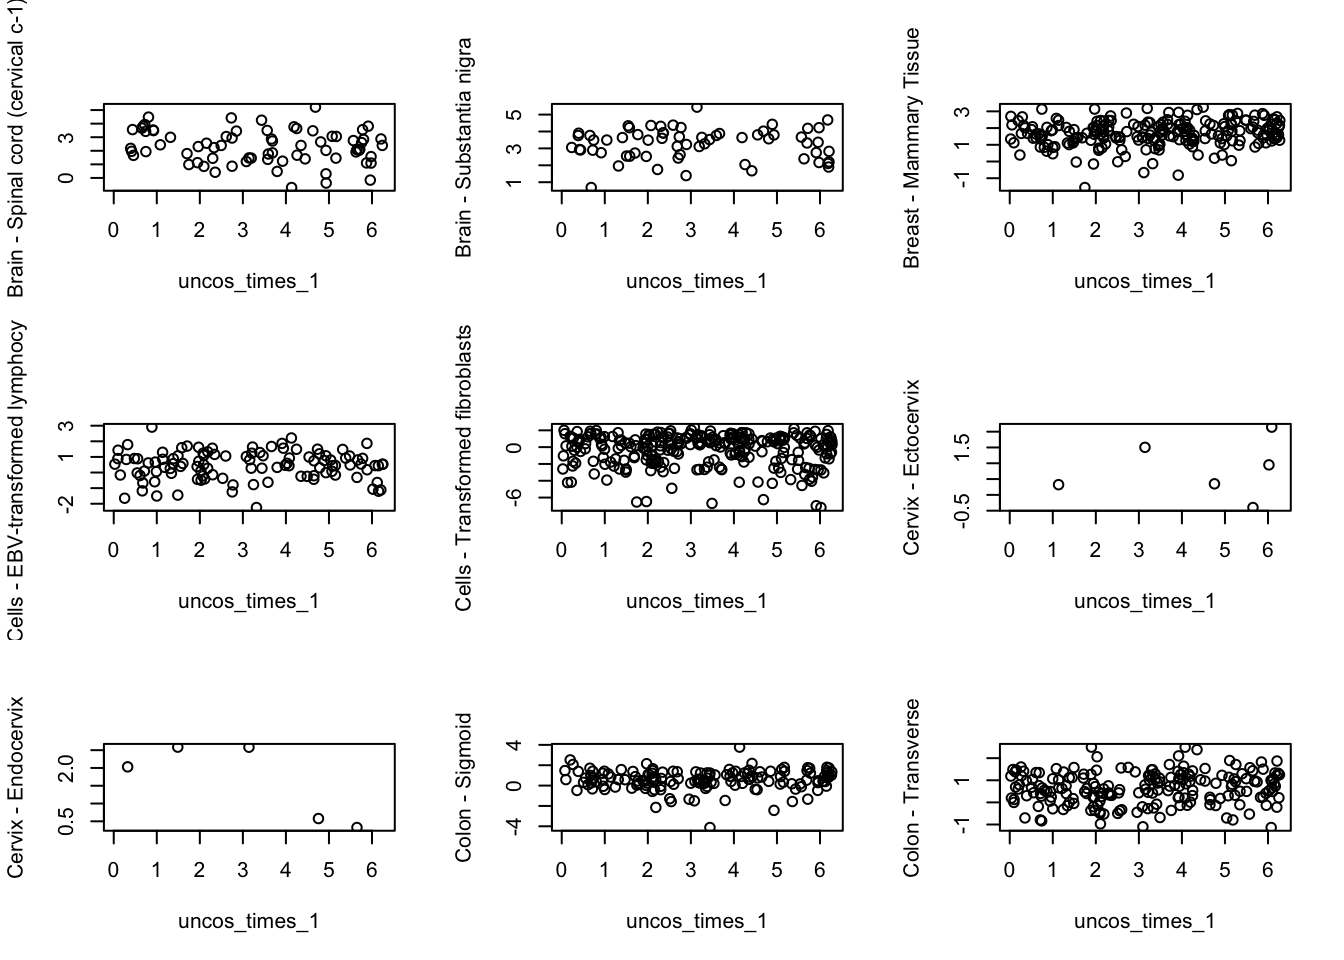 Brain - Spinal cord (cervical c-1)
0 3
0 1 2 3 4 5 6
uncos_times_1
Brain - Substantia nigra
1 3 5
0 1 2 3 4 5 6
uncos_times_1
Breast - Mammary Tissue
-1 1 3
0 1 2 3 4 5 6
uncos_times_1
Cells - EBV-transformed lymphocy
-2 1 3
0 1 2 3 4 5 6
uncos_times_1
Cells - Transformed fibroblasts
-6 0
0 1 2 3 4 5 6
uncos_times_1
Cervix - Ectocervix
-0.5 1.5
0 1 2 3 4 5 6
uncos_times_1
Cervix - Endocervix
0.5 2.0
0 1 2 3 4 5 6
uncos_times_1
Colon - Sigmoid
-4 0 4
0 1 2 3 4 5 6
uncos_times_1
Colon - Transverse
-1 1
0 1 2 3 4 5 6
uncos_times_1